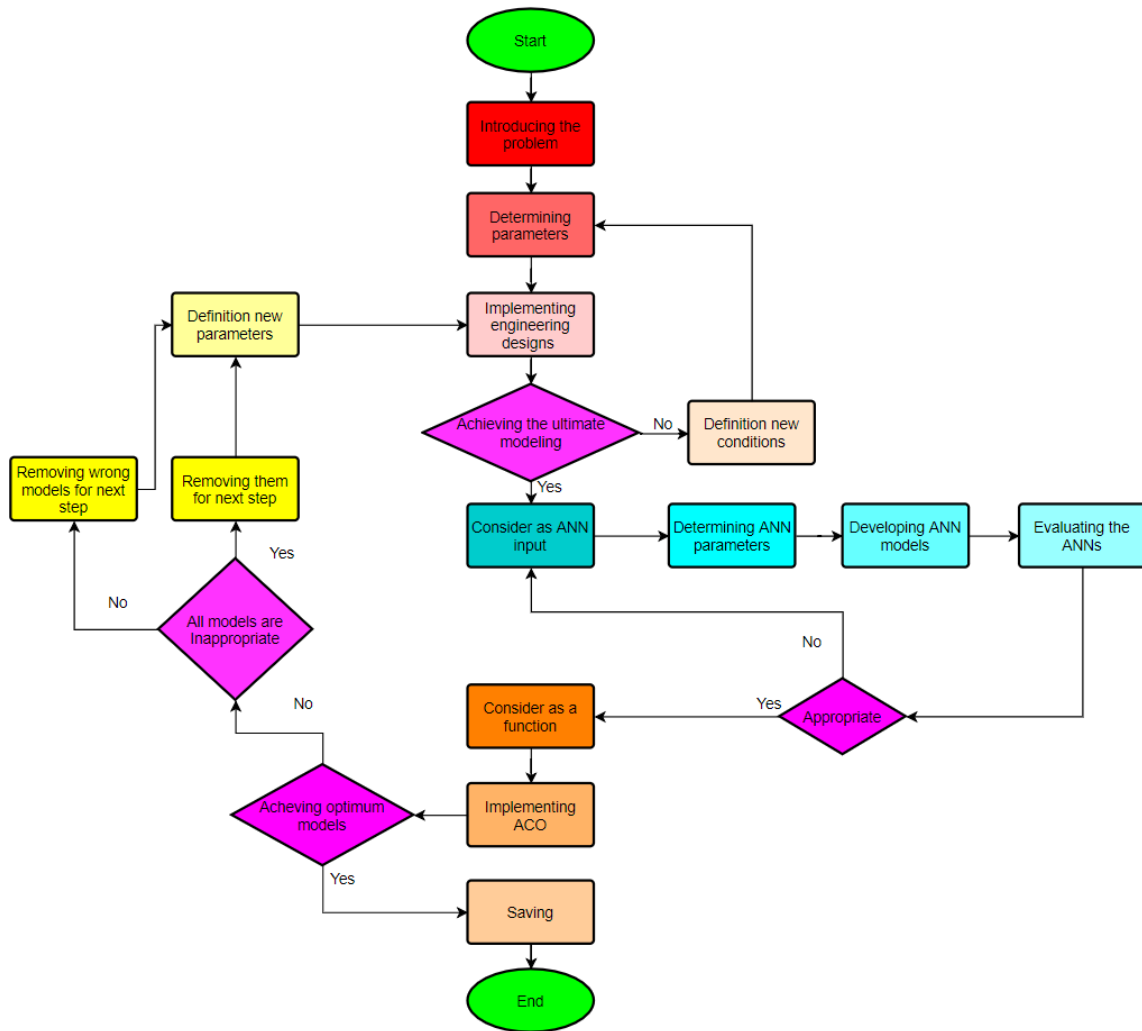 Start
Introducing the
problem
Determining
parameters
Definition new
parameters
Implementing
engineering
designs
Achieving the ultimate
modeling
No
Definition new
conditions
Yes
Removing wrong
models for next
step
Removing them
for next step
Consider as ANN
input
Determining ANN
parameters
Developing ANN
models
Evaluating the
ANNs
Yes
No
All models are
Inappropriate
No
No
Consider as a
function
Yes
Appropriate
Acheving optimum
models
Implementing
ACO
Yes
Saving
End